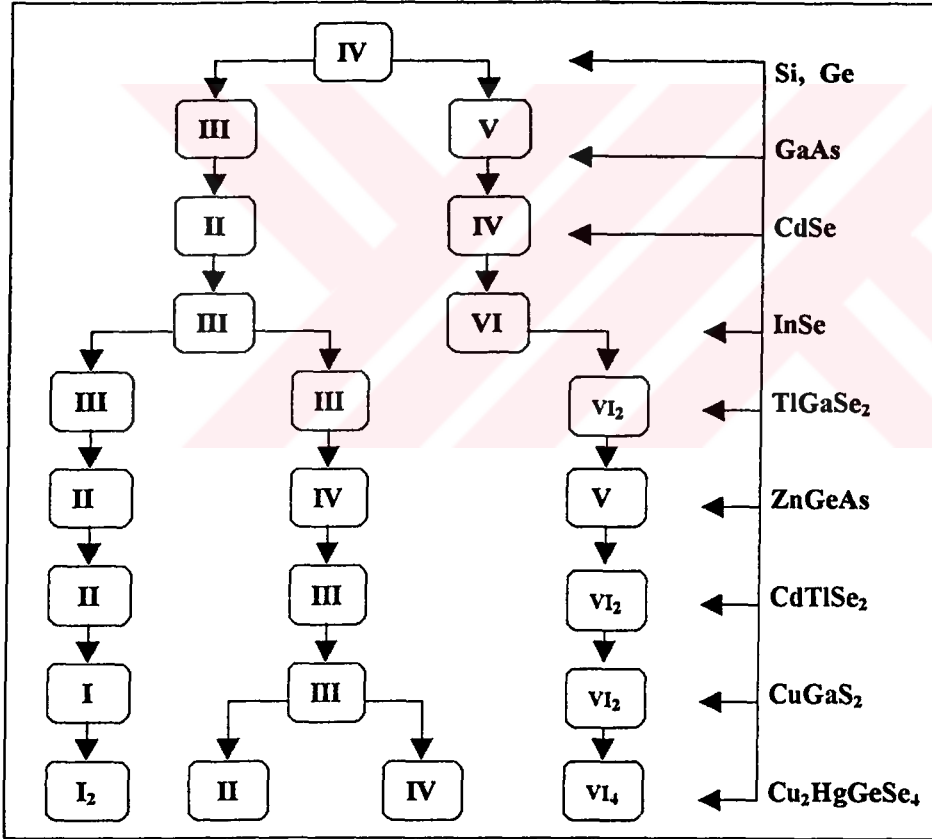 IV Si, Ge
III V GaAs
II IV CdSe
III VI InSe
III III VI₂ TlGaSe₂
II IV V ZnGeAs
II III VI₂ CdTlSe₂
I III VI₂ CuGaS₂
I₂ II IV VI₄ Cu₂HgGeSe₄